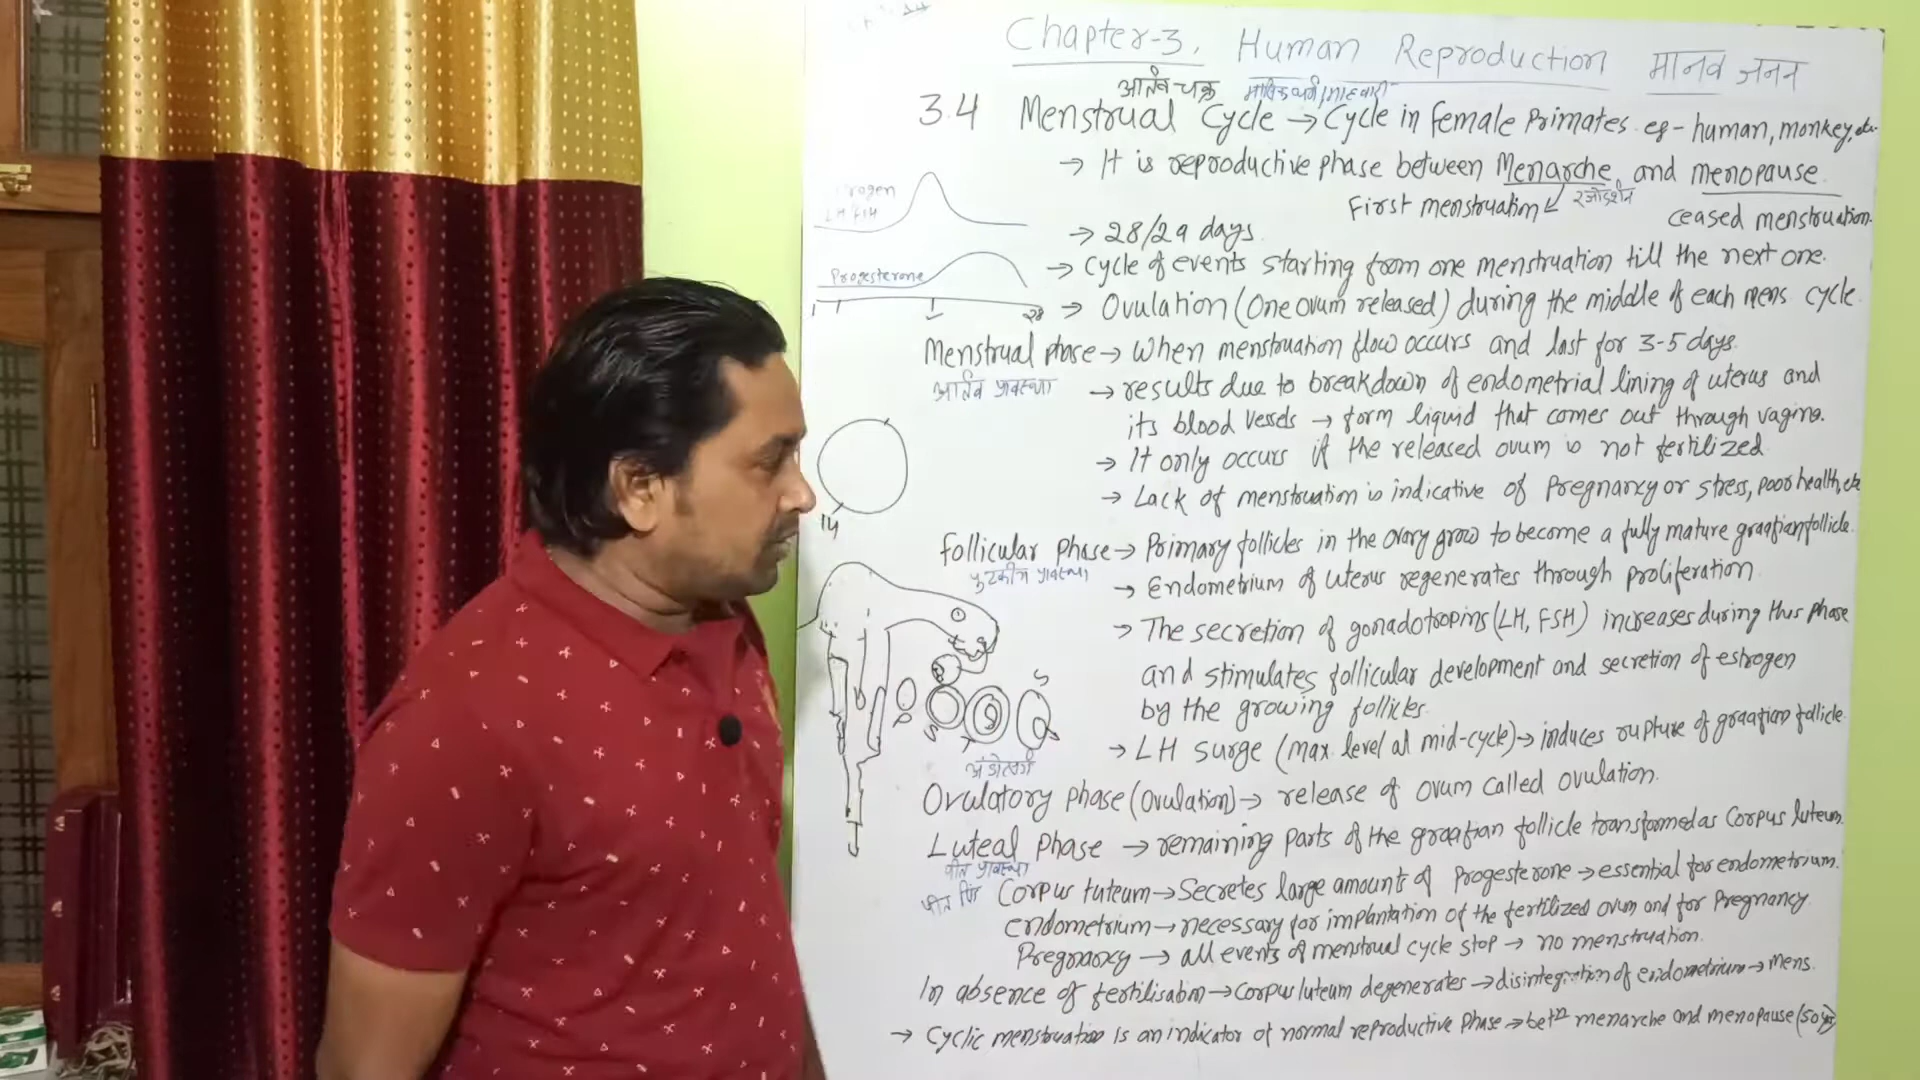 Chapter-3. Human Reproduction मानव जनन
आर्तव चक्र
3.4 Menstrual Cycle → Cycle in female Primates. eg- human, monkey, etc.
→ It is reproductive phase between Menarche and menopause
First menstruation रजोदर्शन
ceased menstruation.
→ 28/29 days
→ Cycle of events starting from one menstruation till the next one.
→ Ovulation (One ovum released) during the middle of each mens cycle
LH FSH
Progesterone
1
28
Menstrual phase → when menstruation flow occurs and last for 3-5 days
आर्तव प्रावस्था
→ results due to breakdown of endometrial lining of uterus and
its blood vessels → form liquid that comes out through vagina.
→ It only occurs if the released ovum is not fertilized
→ Lack of menstruation is indicative of Pregnancy or stress, poor health, etc
14
Follicular Phase → Primary follicles in the ovary grow to become a fully mature graafian follicle.
→ Endometrium of uterus regenerates through proliferation
→ The secretion of gonadotropins (LH, FSH) increases during this phase
and stimulates follicular development and secretion of estrogen
by the growing follicles
→ LH surge (max. level at mid-cycle) → induces rupture of graafian follicle
P
S
T
Ovulatory phase (Ovulation) → release of ovum called ovulation.
Luteal phase → remaining parts of the graafian follicle transformed as Corpus luteum.
पीत प्रावस्था
पीत पिंड Corpus luteum → Secretes large amounts of Progesterone → essential for endometrium.
endometrium → necessary for implantation of the fertilized ovum and for Pregnancy
Pregnancy → all events of menstrual cycle stop → no menstruation.
In absence of fertilisation → corpus luteum degenerates → disintegration of endometrium → mens.
→ Cyclic menstruation is an indicator of normal reproductive phase → betn menarche and menopause (50 yr)